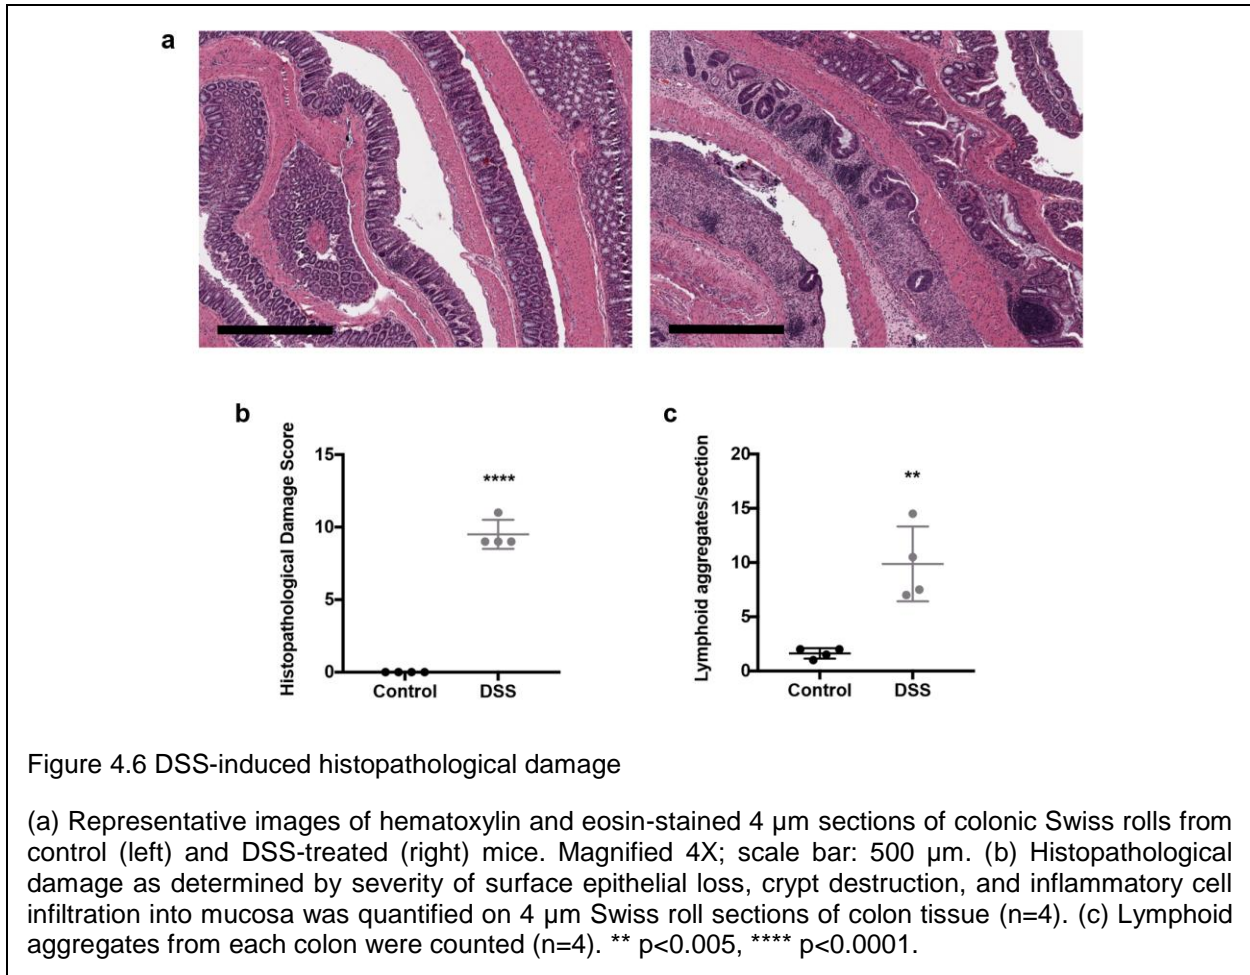 a
b
c
Histopathological Damage Score
15
10
5
0
****
Control
DSS
Lymphoid aggregates/section
20
15
10
5
0
**
Control
DSS
Figure 4.6 DSS-induced histopathological damage
(a) Representative images of hematoxylin and eosin-stained 4 µm sections of colonic Swiss rolls from
control (left) and DSS-treated (right) mice. Magnified 4X; scale bar: 500 µm. (b) Histopathological
damage as determined by severity of surface epithelial loss, crypt destruction, and inflammatory cell
infiltration into mucosa was quantified on 4 µm Swiss roll sections of colon tissue (n=4). (c) Lymphoid
aggregates from each colon were counted (n=4). ** p<0.005, **** p<0.0001.